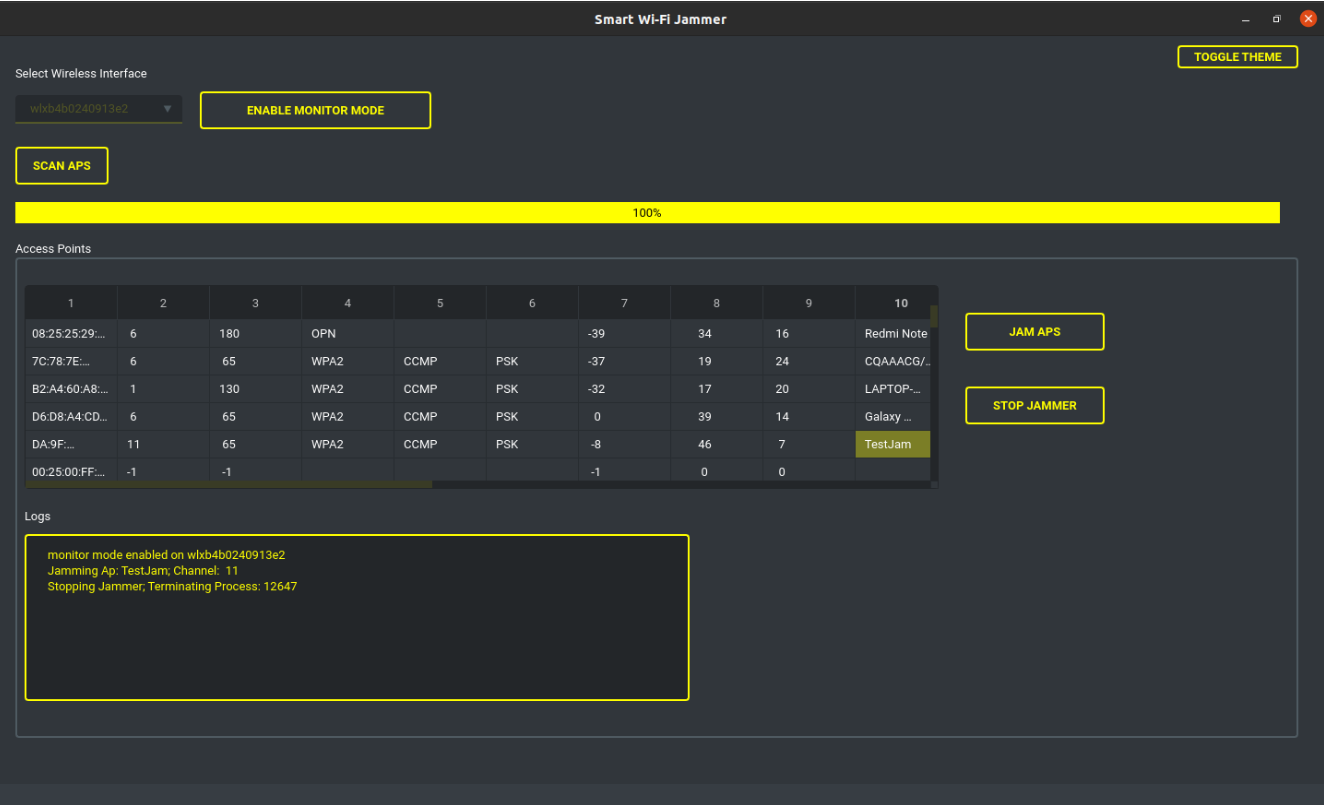 Smart Wi-Fi Jammer
TOGGLE THEME
Select Wireless Interface
wlxb4b0240913e2
ENABLE MONITOR MODE
SCAN APS
100%
Access Points
1 2 3 4 5 6 7 8 9 10
08:25:25:29:... 6 180 OPN -39 34 16 Redmi Note
7C:78:7E:... 6 65 WPA2 CCMP PSK -37 19 24 CQAAACG/..
B2:A4:60:A8:... 1 130 WPA2 CCMP PSK -32 17 20 LAPTOP-...
D6:D8:A4:CD... 6 65 WPA2 CCMP PSK 0 39 14 Galaxy ...
DA:9F:... 11 65 WPA2 CCMP PSK -8 46 7 TestJam
00:25:00:FF:... -1 -1 -1 0 0
JAM APS
STOP JAMMER
Logs
monitor mode enabled on wlxb4b0240913e2
Jamming Ap: TestJam; Channel: 11
Stopping Jammer; Terminating Process: 12647